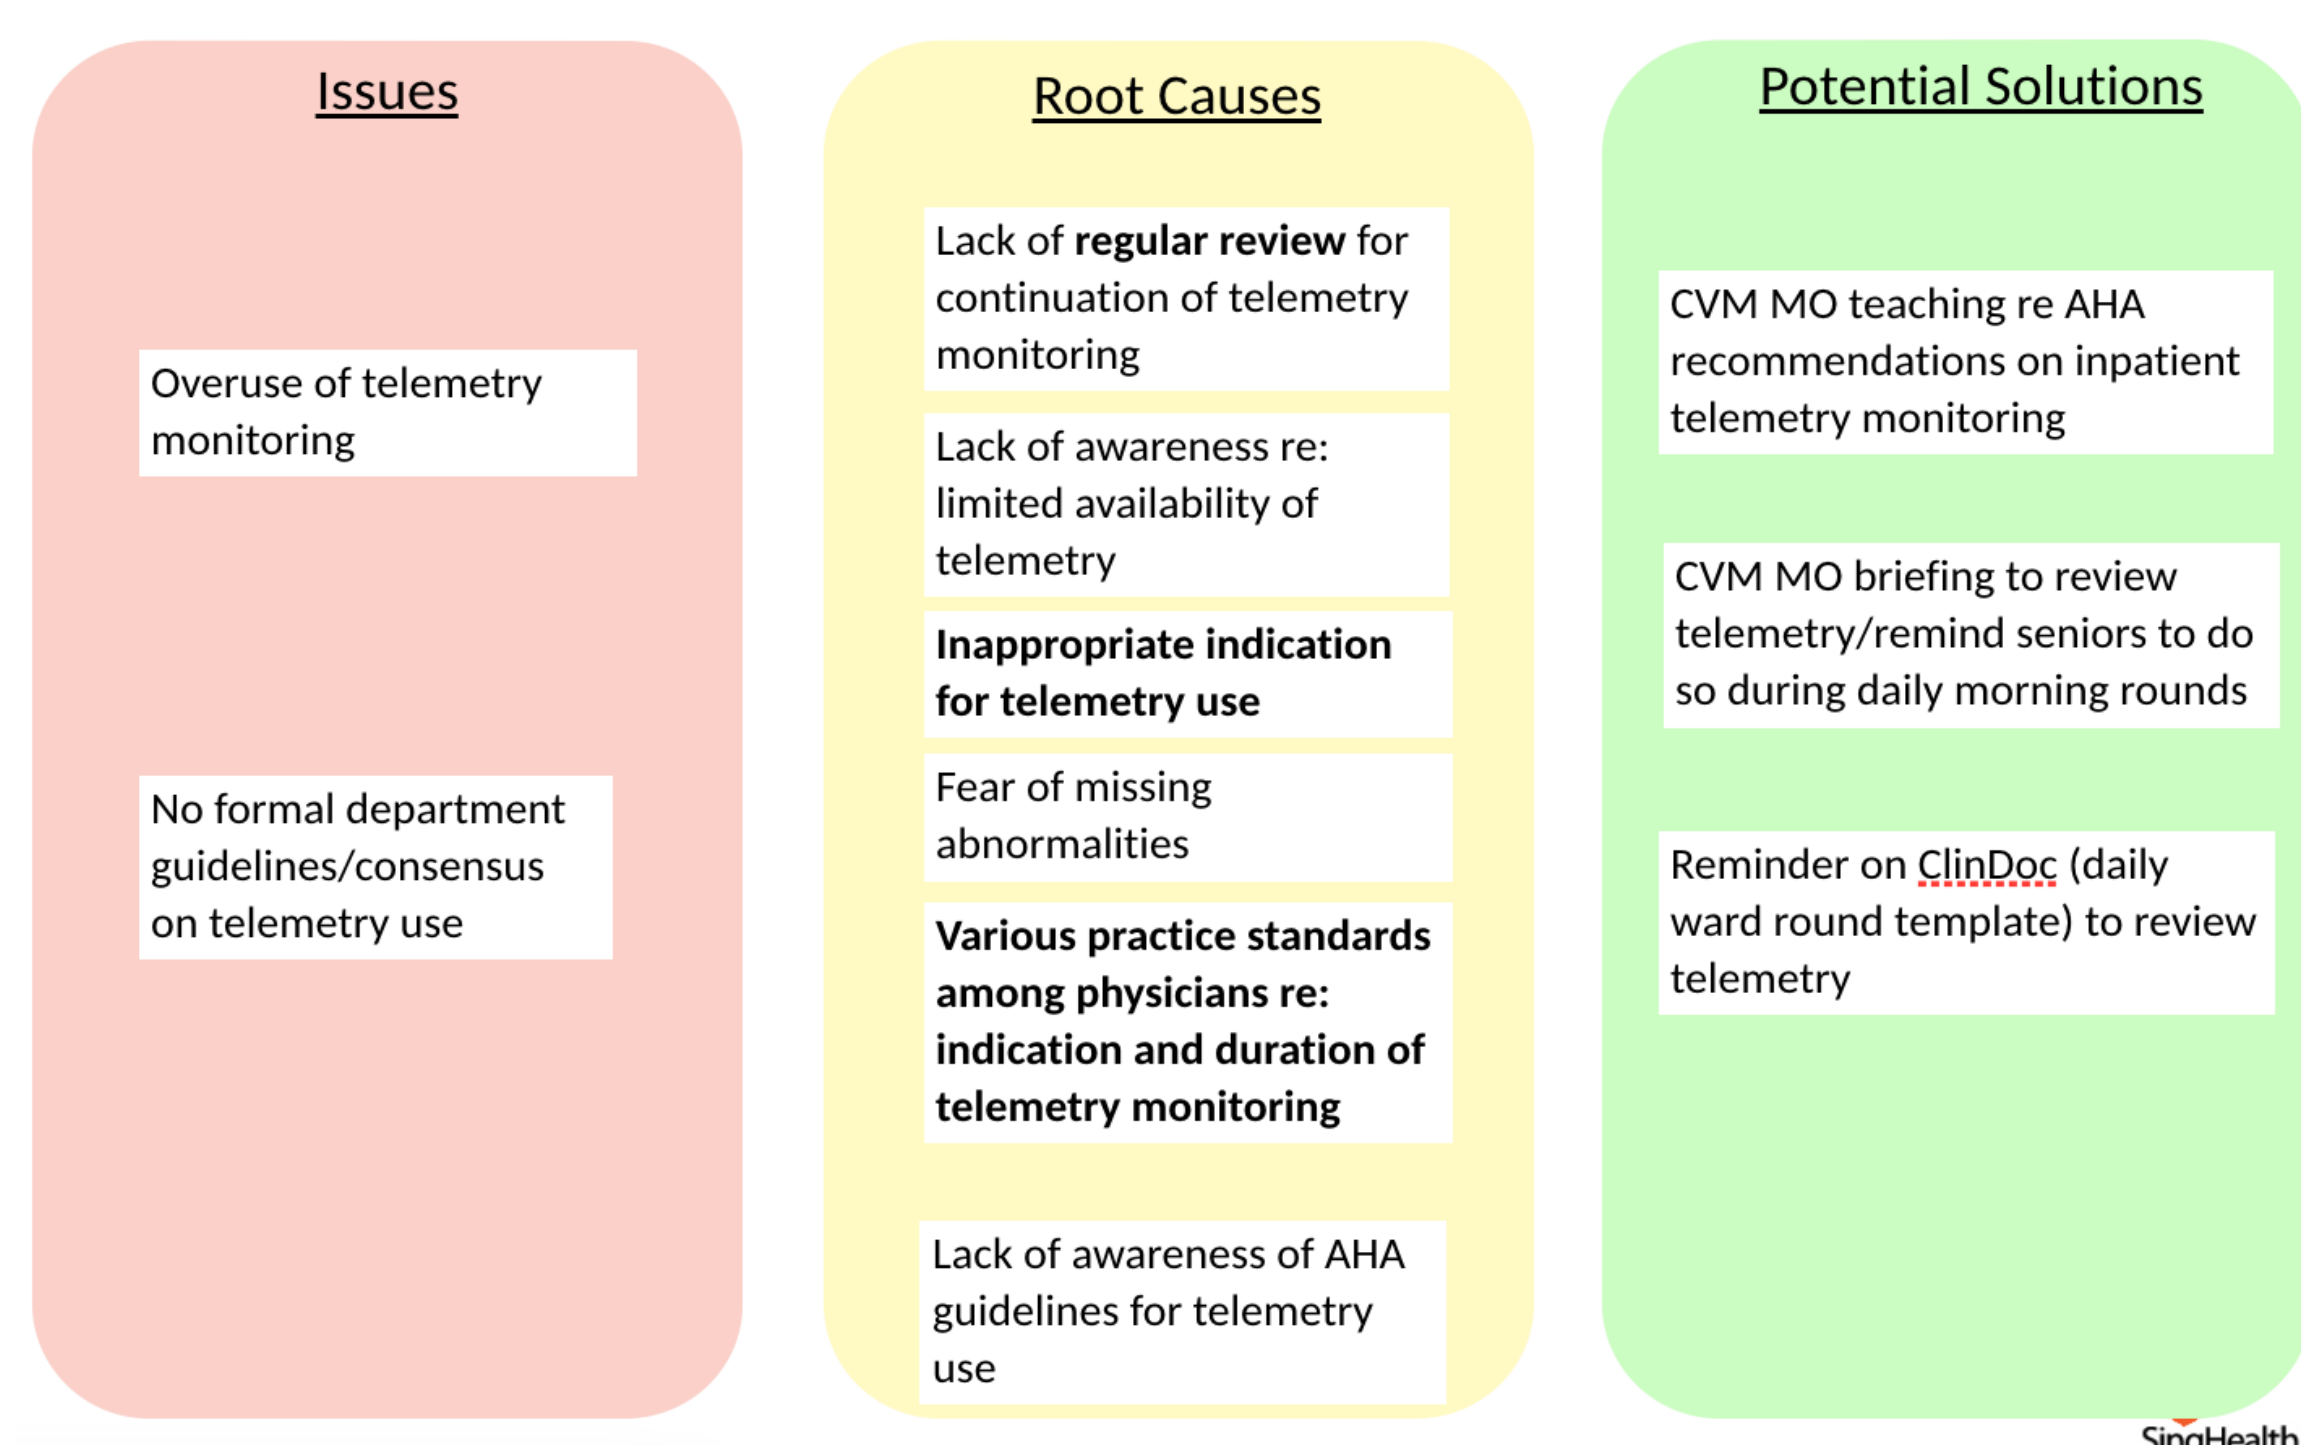 Issues
Overuse of telemetry
monitoring
No formal department
guidelines/consensus
on telemetry use
Root Causes
Lack of regular review for
continuation of telemetry
monitoring
Lack of awareness re:
limited availability of
telemetry
Inappropriate indication
for telemetry use
Fear of missing
abnormalities
Various practice standards
among physicians re:
indication and duration of
telemetry monitoring
Lack of awareness of AHA
guidelines for telemetry
use
Potential Solutions
CVM MO teaching re AHA
recommendations on inpatient
telemetry monitoring
CVM MO briefing to review
telemetry/remind seniors to do
so during daily morning rounds
Reminder on ClinDoc (daily
ward round template) to review
telemetry
SingHealth